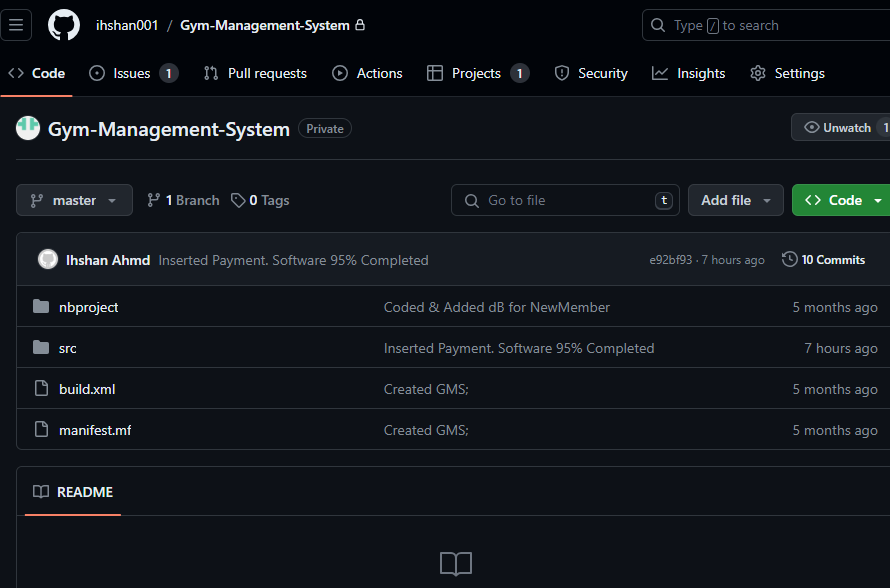 ihshan001 / Gym-Management-System
Type / to search
Code Issues 1 Pull requests Actions Projects 1 Security Insights Settings
Gym-Management-System Private
Unwatch 1
master 1 Branch 0 Tags
Go to file t Add file Code
Ihshan Ahmd Inserted Payment. Software 95% Completed e92bf93 · 7 hours ago 10 Commits
nbproject Coded & Added dB for NewMember 5 months ago
src Inserted Payment. Software 95% Completed 7 hours ago
build.xml Created GMS; 5 months ago
manifest.mf Created GMS; 5 months ago
README